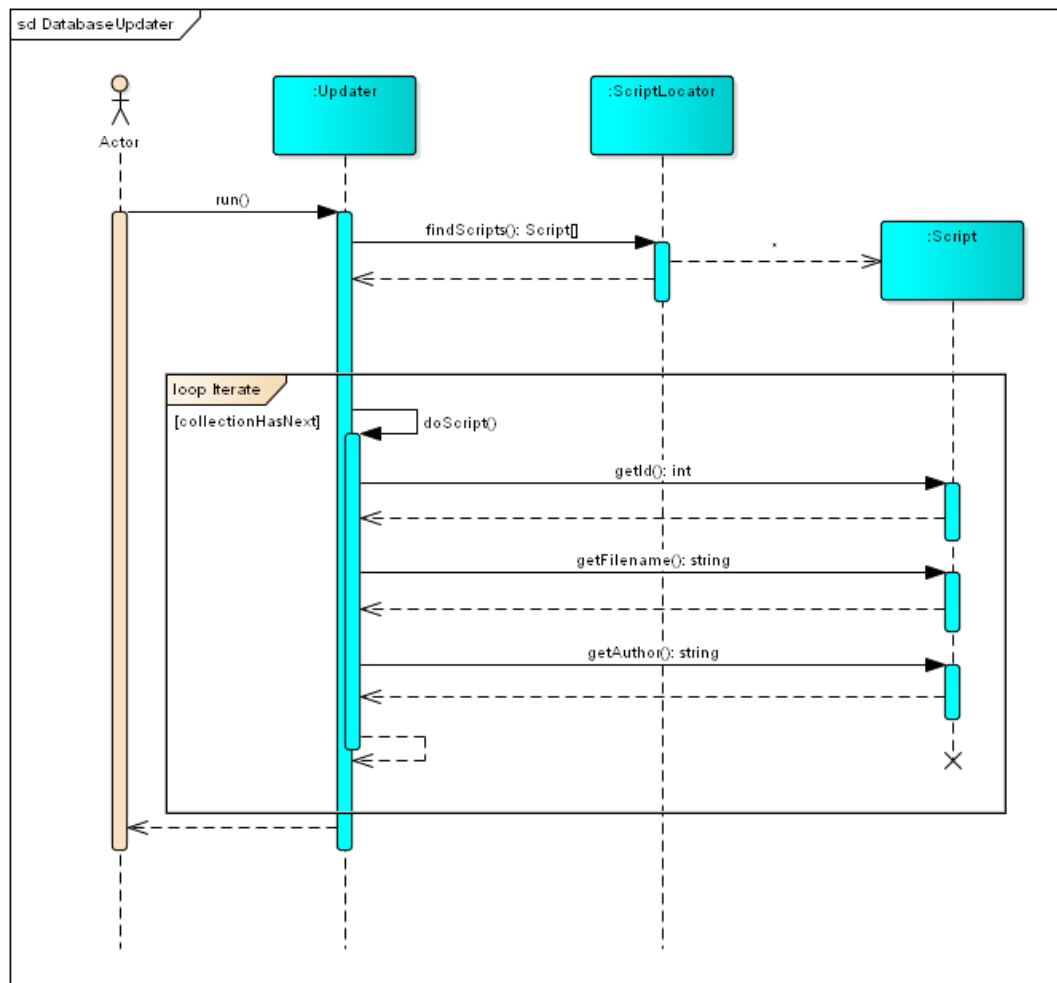 sd DatabaseUpdater
Actor
:Updater
:ScriptLocator
run()
findScripts(): Script[]
*
:Script
loop Iterate
[collectionHasNext]
doScript()
getId(): int
getFilename(): string
getAuthor(): string